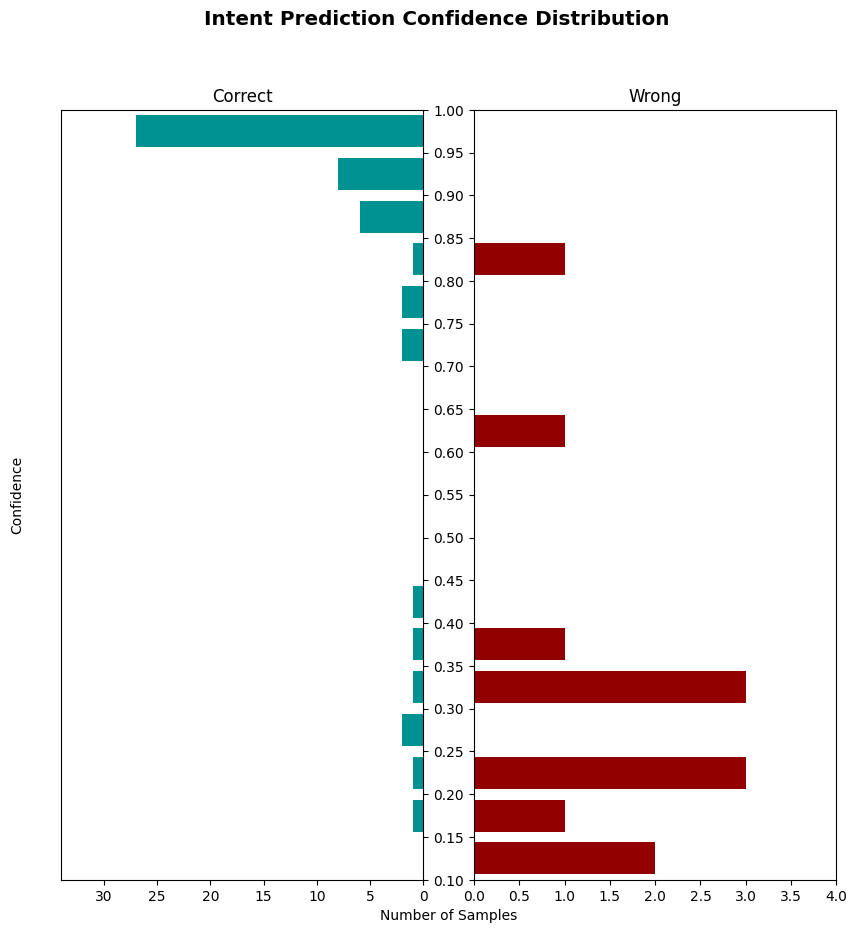 Intent Prediction Confidence Distribution
Correct
Wrong
1.00
0.95
0.90
0.85
0.80
0.75
0.70
0.65
0.60
0.55
0.50
0.45
0.40
0.35
0.30
0.25
0.20
0.15
0.10
Confidence
30 25 20 15 10 5 0
0.0 0.5 1.0 1.5 2.0 2.5 3.0 3.5 4.0
Number of Samples